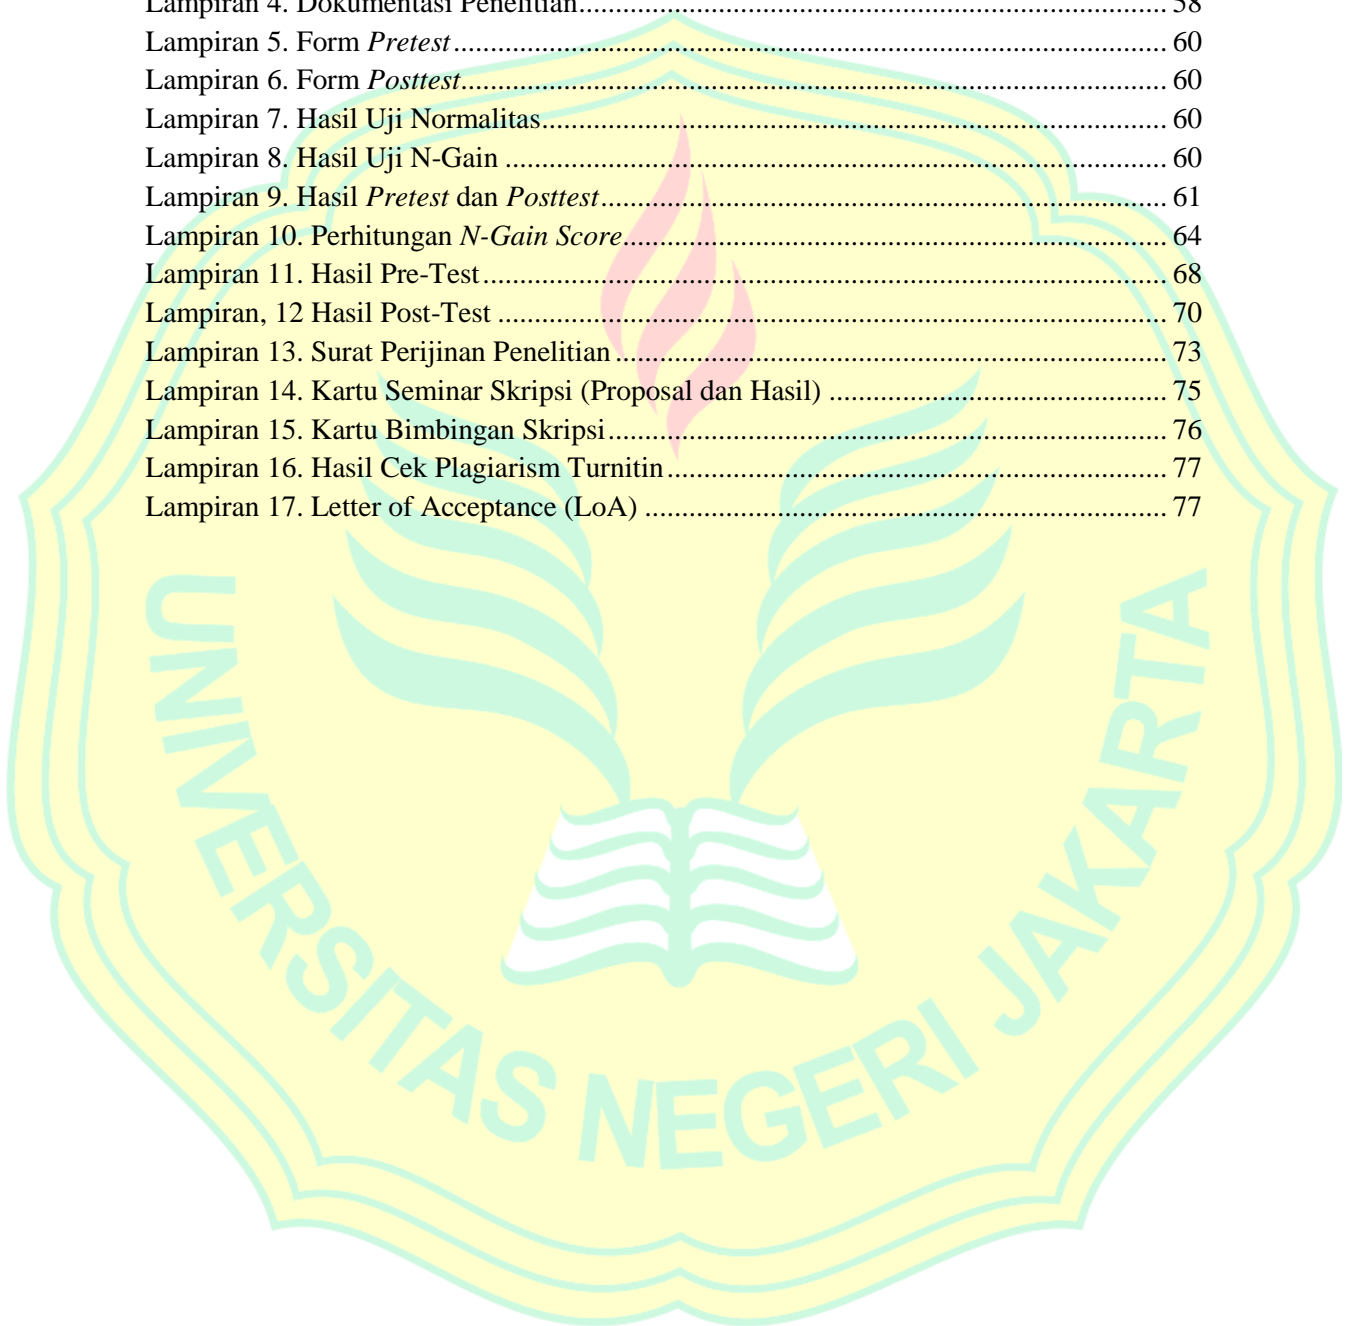 Lampiran 4. Dokumentasi Penelitian............................................................................... 58
Lampiran 5. Form Pretest............................................................................................... 60
Lampiran 6. Form Posttest.............................................................................................. 60
Lampiran 7. Hasil Uji Normalitas................................................................................... 60
Lampiran 8. Hasil Uji N-Gain ........................................................................................ 60
Lampiran 9. Hasil Pretest dan Posttest........................................................................... 61
Lampiran 10. Perhitungan N-Gain Score........................................................................ 64
Lampiran 11. Hasil Pre-Test........................................................................................... 68
Lampiran, 12 Hasil Post-Test ......................................................................................... 70
Lampiran 13. Surat Perijinan Penelitian ......................................................................... 73
Lampiran 14. Kartu Seminar Skripsi (Proposal dan Hasil) ............................................. 75
Lampiran 15. Kartu Bimbingan Skripsi.......................................................................... 76
Lampiran 16. Hasil Cek Plagiarism Turnitin.................................................................. 77
Lampiran 17. Letter of Acceptance (LoA) ..................................................................... 77
UNIVERSITAS NEGERI JAKARTA